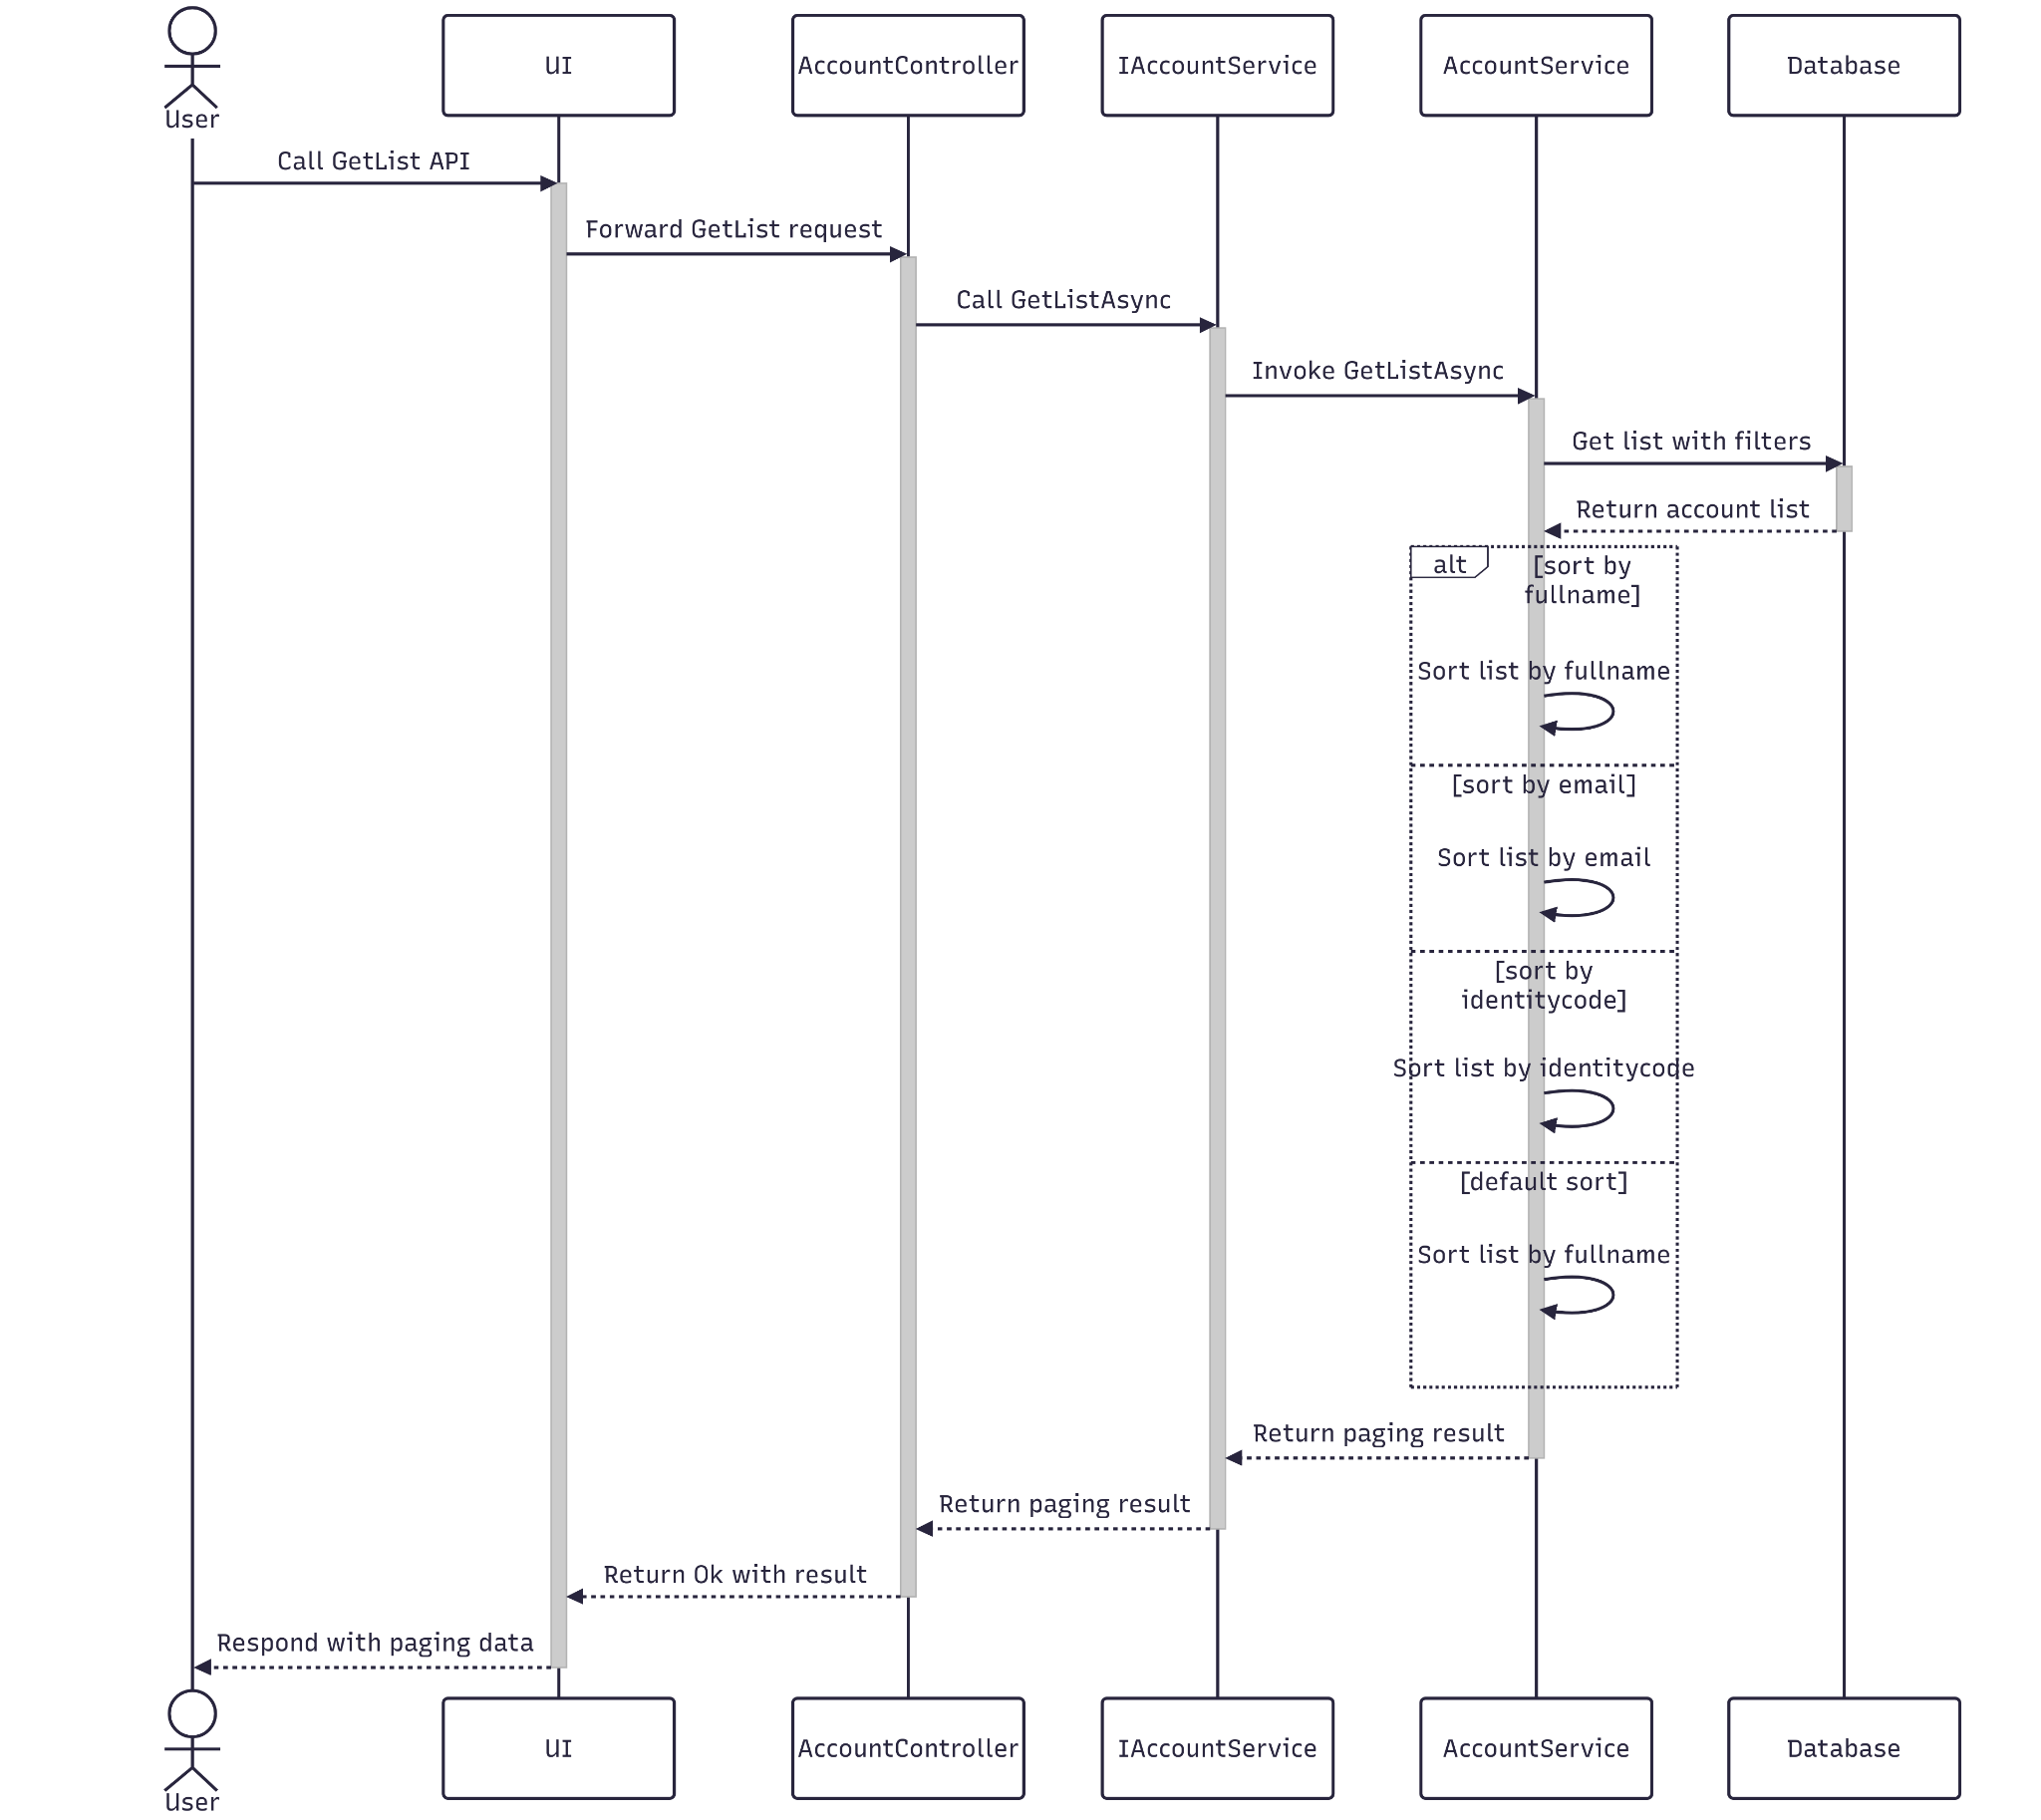 User
UI
AccountController
IAccountService
AccountService
Database
Call GetList API
Forward GetList request
Call GetListAsync
Invoke GetListAsync
Get list with filters
Return account list
alt
[sort by
fullname]
Sort list by fullname
[sort by email]
Sort list by email
[sort by
identitycode]
Sort list by identitycode
[default sort]
Sort list by fullname
Return paging result
Return paging result
Return Ok with result
Respond with paging data
User
UI
AccountController
IAccountService
AccountService
Database